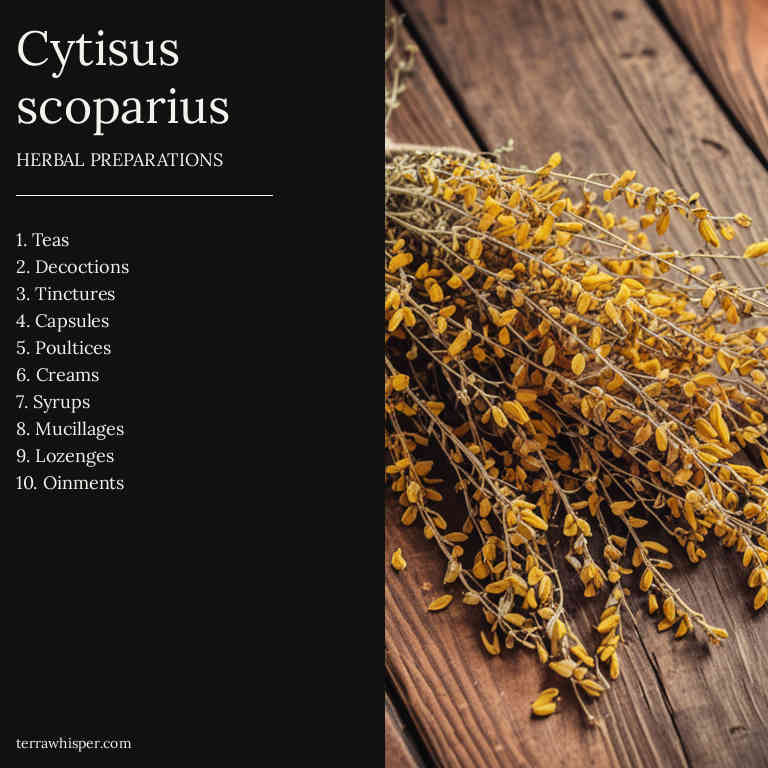 Cytisus
scoparius
HERBAL PREPARATIONS
1. Teas
2. Decoctions
3. Tinctures
4. Capsules
5. Poultices
6. Creams
7. Syrups
8. Mucillages
9. Lozenges
10. Oinments
terrawhisper.com